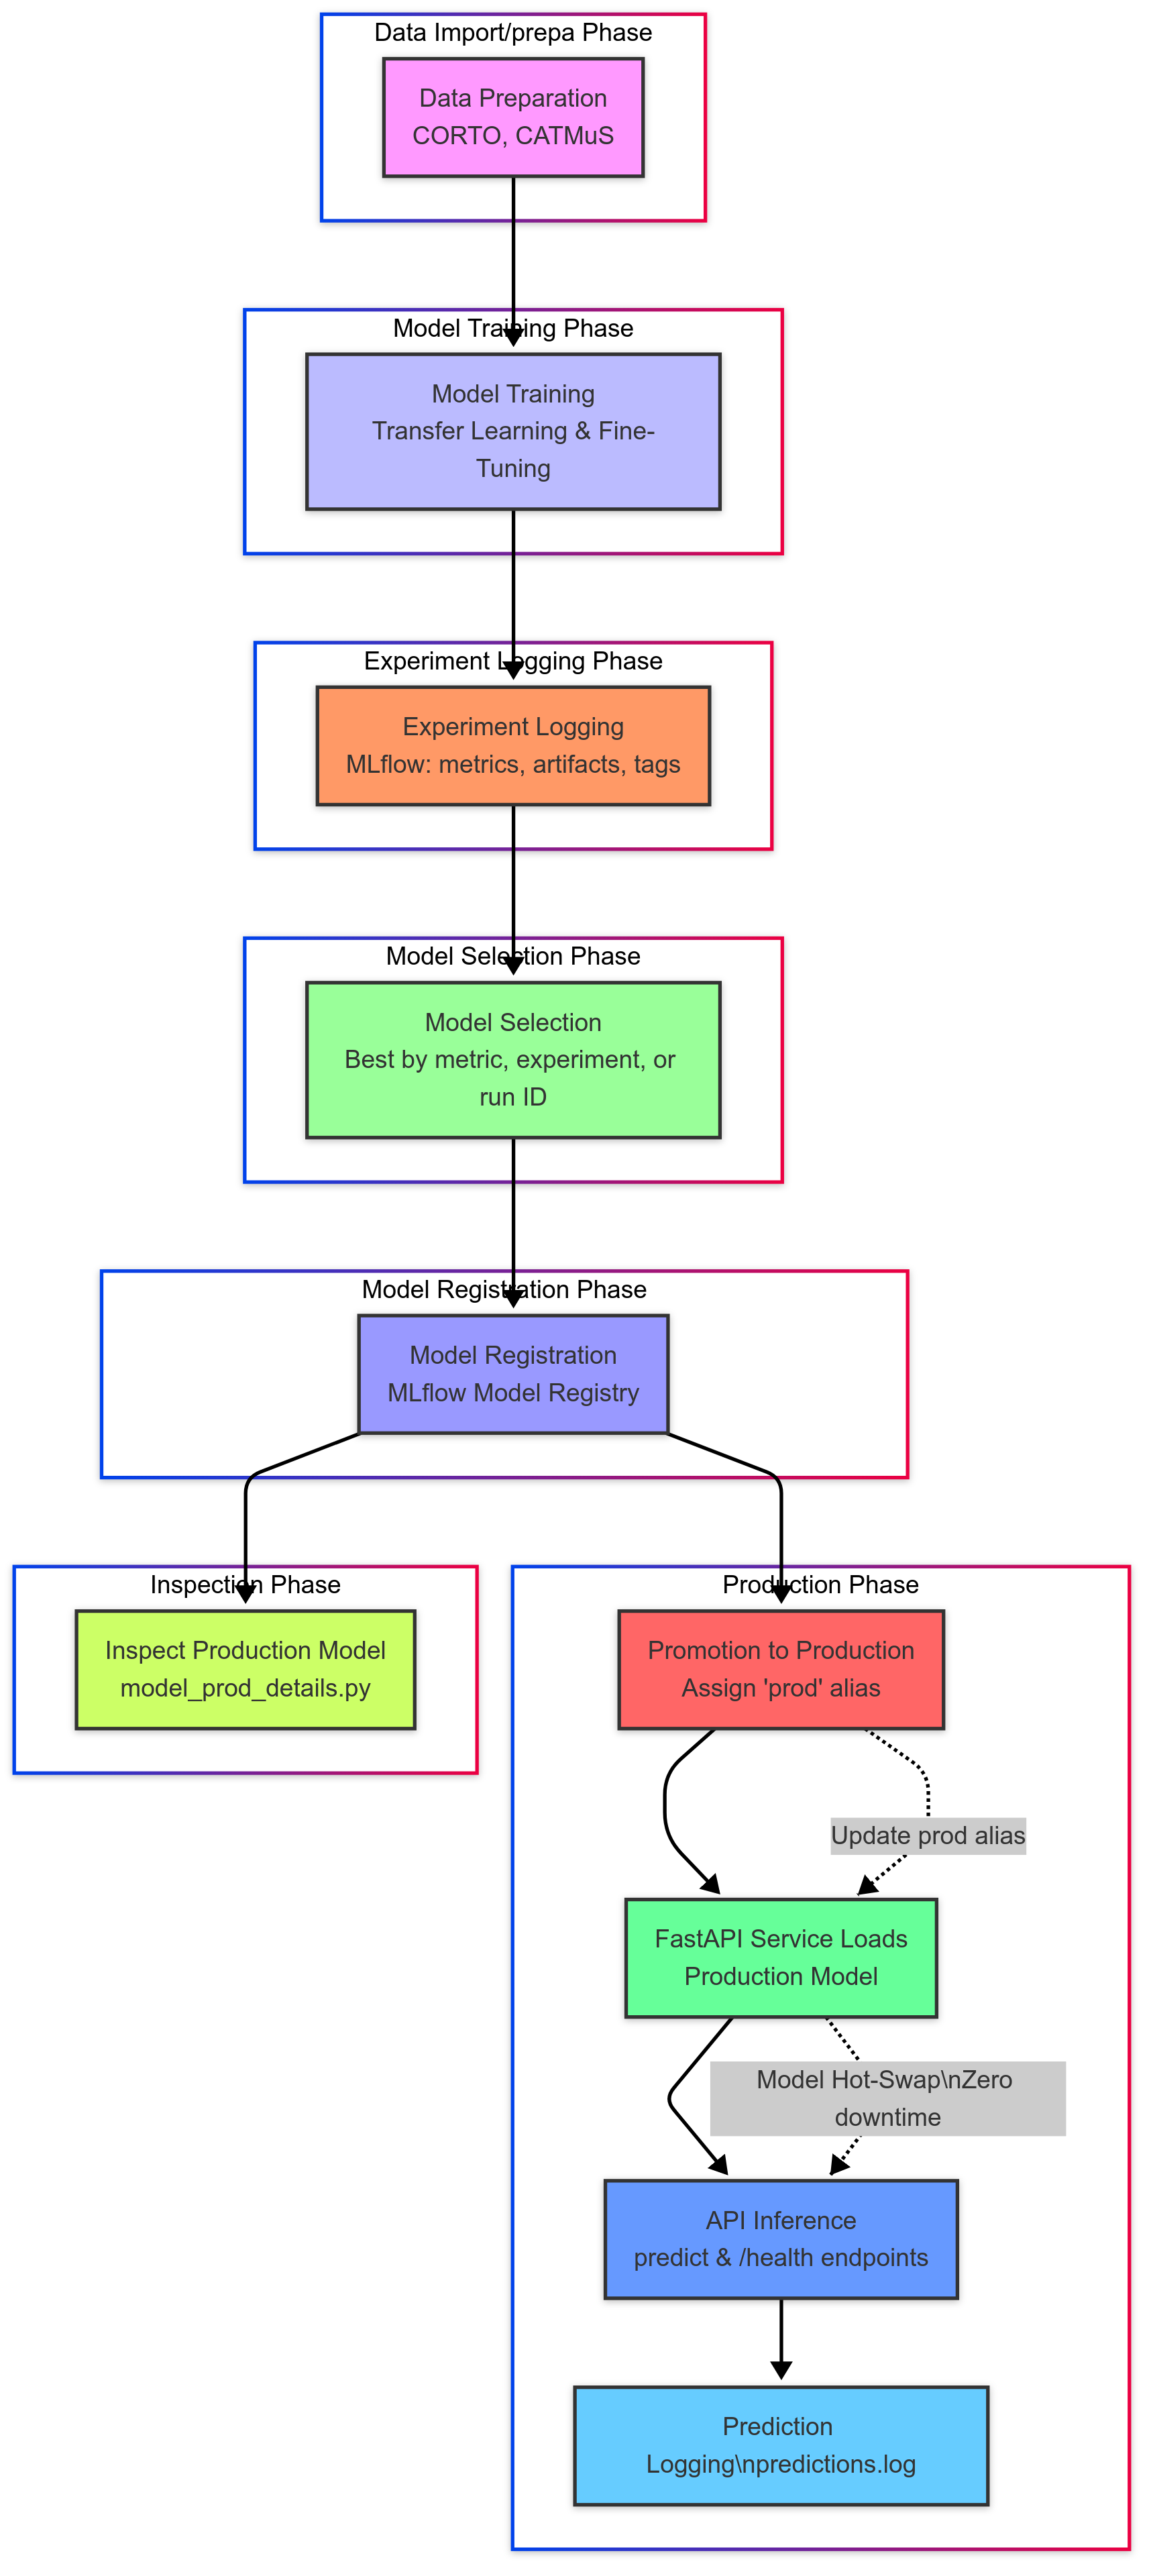 Data Import/prepa Phase
Data Preparation
CORTO, CATMuS
Model Training Phase
Model Training
Transfer Learning & Fine-
Tuning
Experiment Logging Phase
Experiment Logging
MLflow: metrics, artifacts, tags
Model Selection Phase
Model Selection
Best by metric, experiment, or
run ID
Model Registration Phase
Model Registration
MLflow Model Registry
Inspection Phase
Inspect Production Model
model_prod_details.py
Production Phase
Promotion to Production
Assign 'prod' alias
Update prod alias
FastAPI Service Loads
Production Model
Model Hot-Swap\nZero
downtime
API Inference
predict & /health endpoints
Prediction
Logging\npredictions.log